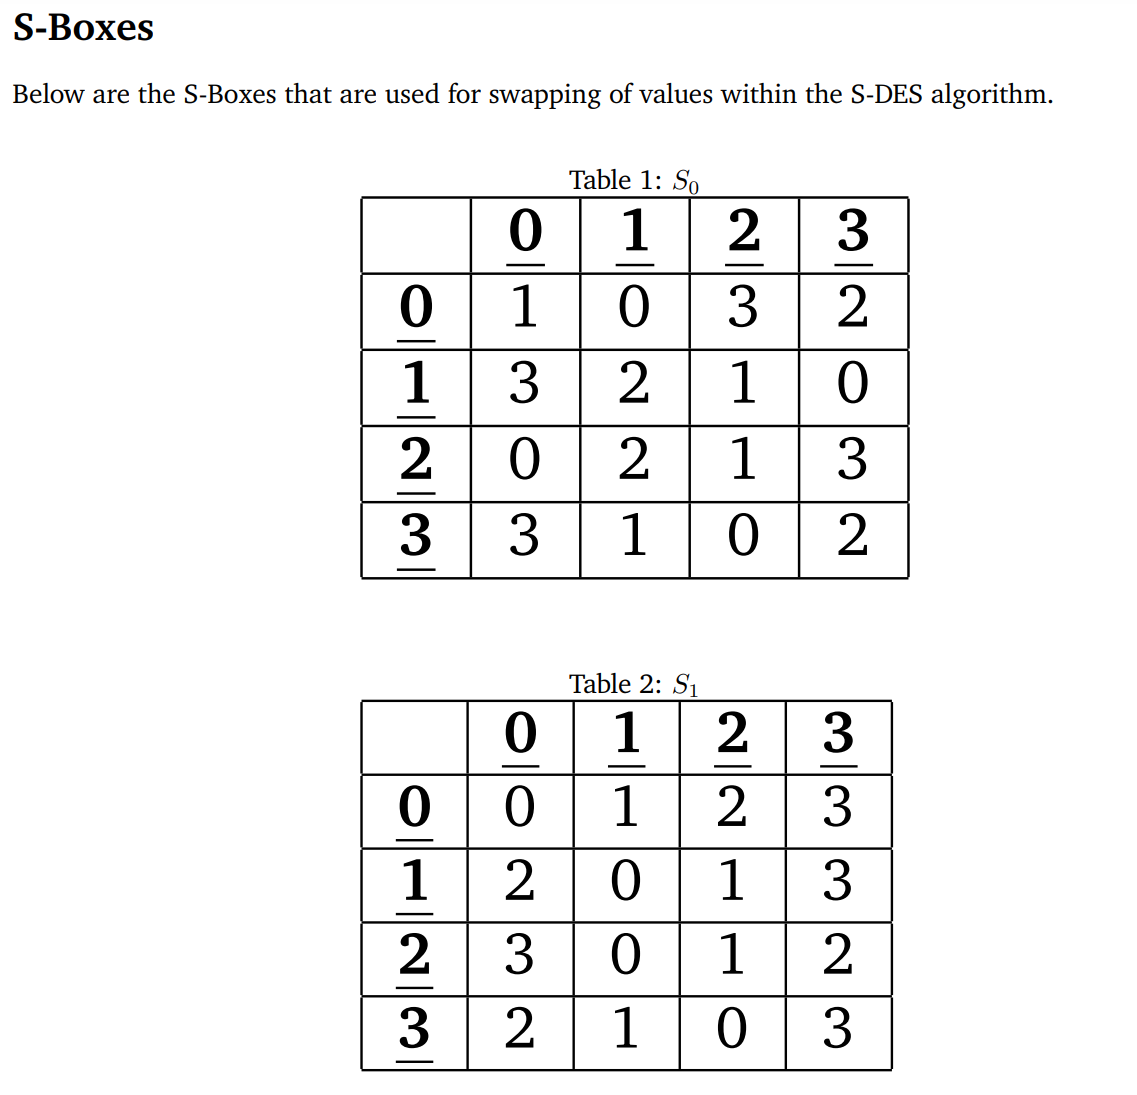 S-Boxes
Below are the S-Boxes that are used for swapping of values within the S-DES algorithm.
Table 1: S₀
0 1 2 3
0 1 0 3 2
1 3 2 1 0
2 0 2 1 3
3 3 1 0 2
Table 2: S₁
0 1 2 3
0 0 1 2 3
1 2 0 1 3
2 3 0 1 2
3 2 1 0 3